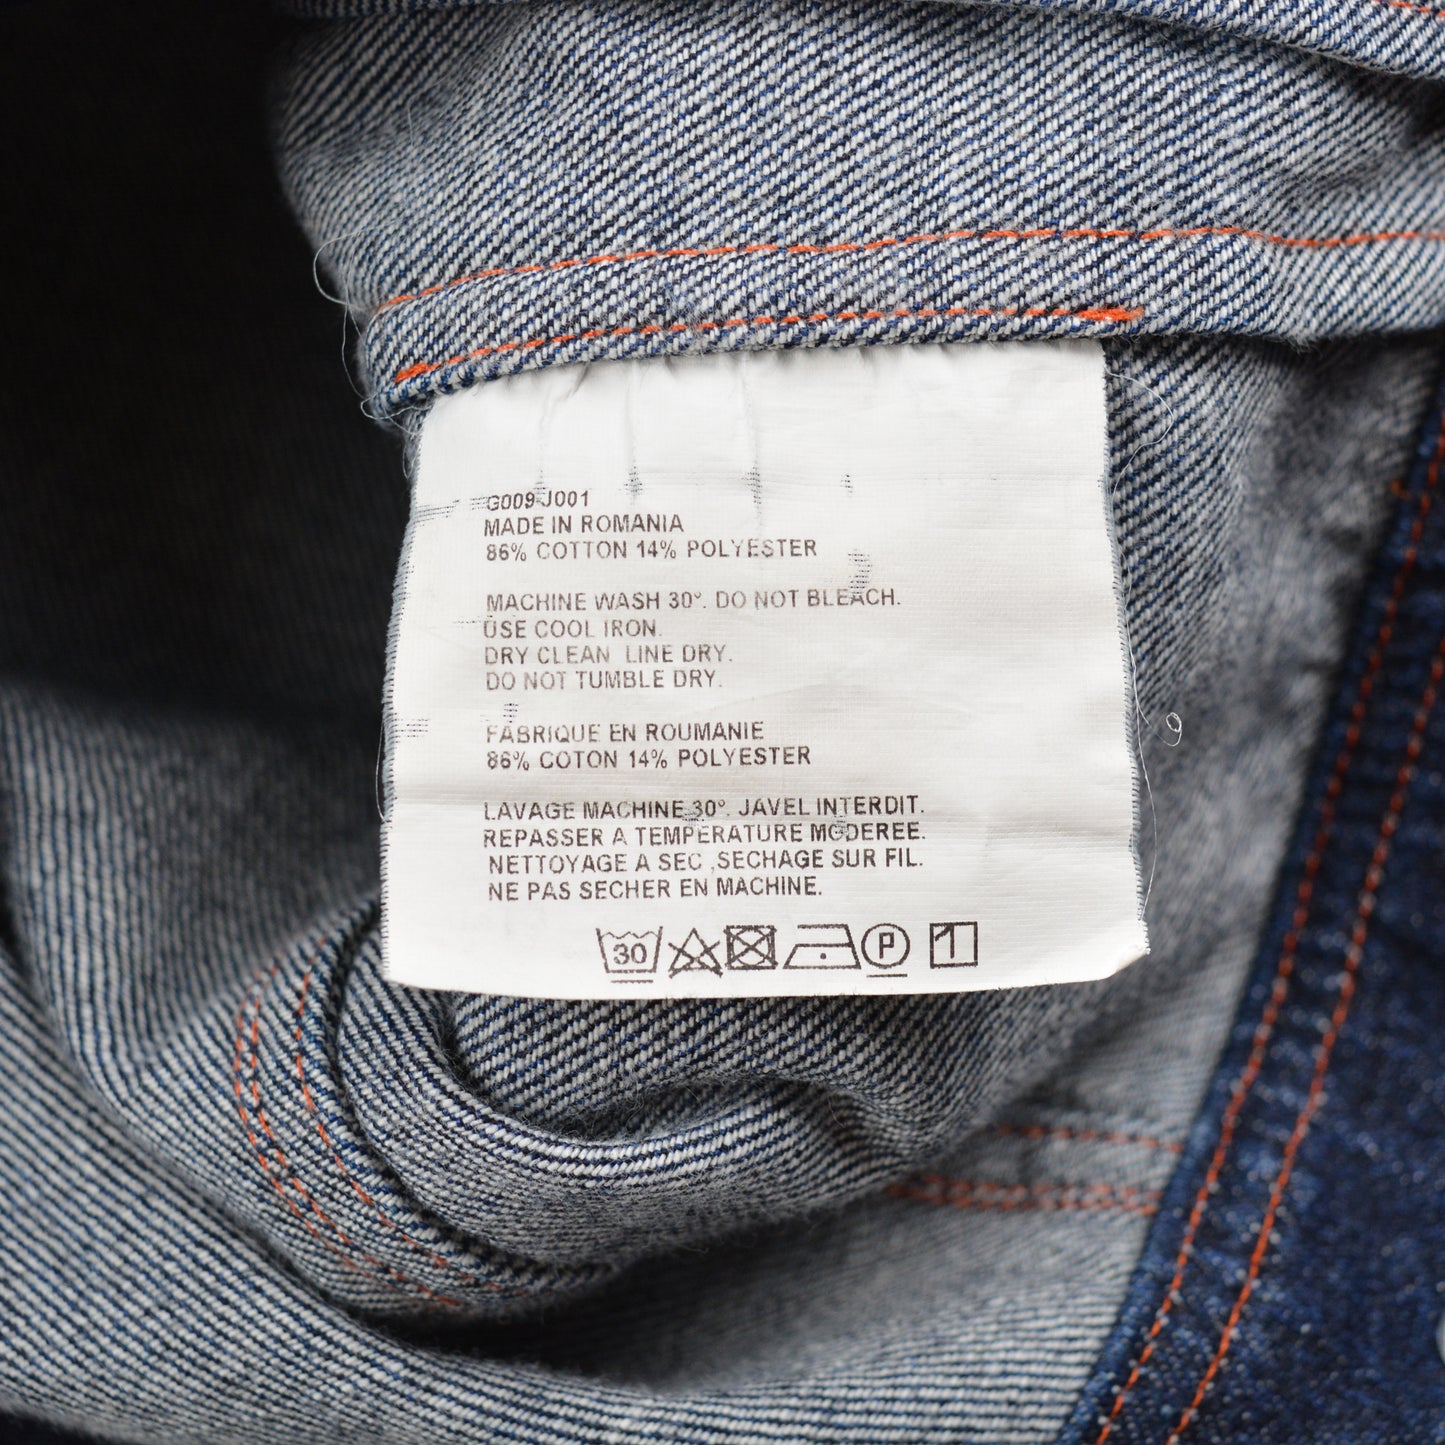 G009-J001
MADE IN ROMANIA
86% COTTON 14% POLYESTER
MACHINE WASH 30°. DO NOT BLEACH.
USE COOL IRON.
DRY CLEAN LINE DRY.
DO NOT TUMBLE DRY.
FABRIQUE EN ROUMANIE
86% COTON 14% POLYESTER
LAVAGE MACHINE 30°. JAVEL INTERDIT.
REPASSER A TEMPERATURE MODEREE.
NETTOYAGE A SEC ,SECHAGE SUR FIL.
NE PAS SECHER EN MACHINE.
30 P 1